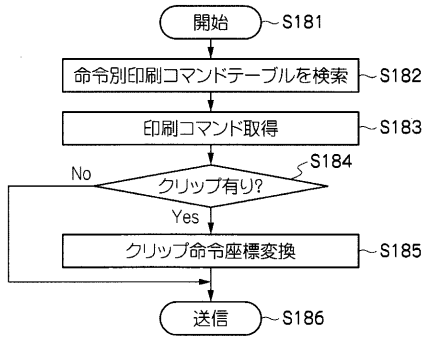 開始 S181
命令別印刷コマンドテーブルを検索 S182
印刷コマンド取得 S183
S184
No クリップ有り?
Yes
クリップ命令座標変換 S185
送信 S186